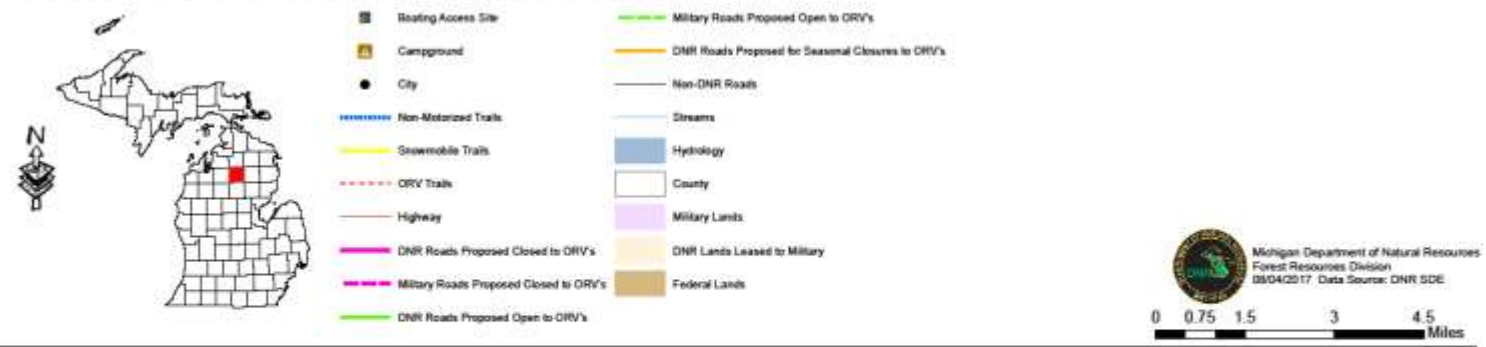 N
Boating Access Site
Campground
City
Non-Motorized Trails
Snowmobile Trails
ORV Trails
Highway
DNR Roads Proposed Closed to ORV's
Military Roads Proposed Closed to ORV's
DNR Roads Proposed Open to ORV's
Military Roads Proposed Open to ORV's
DNR Roads Proposed for Seasonal Closures to ORV's
Non-DNR Roads
Streams
Hydrology
County
Military Lands
DNR Lands Leased to Military
Federal Lands
DNR
Michigan Department of Natural Resources
Forest Resources Division
08/04/2017 Data Source: DNR SDE
0 0.75 1.5 3 4.5
Miles